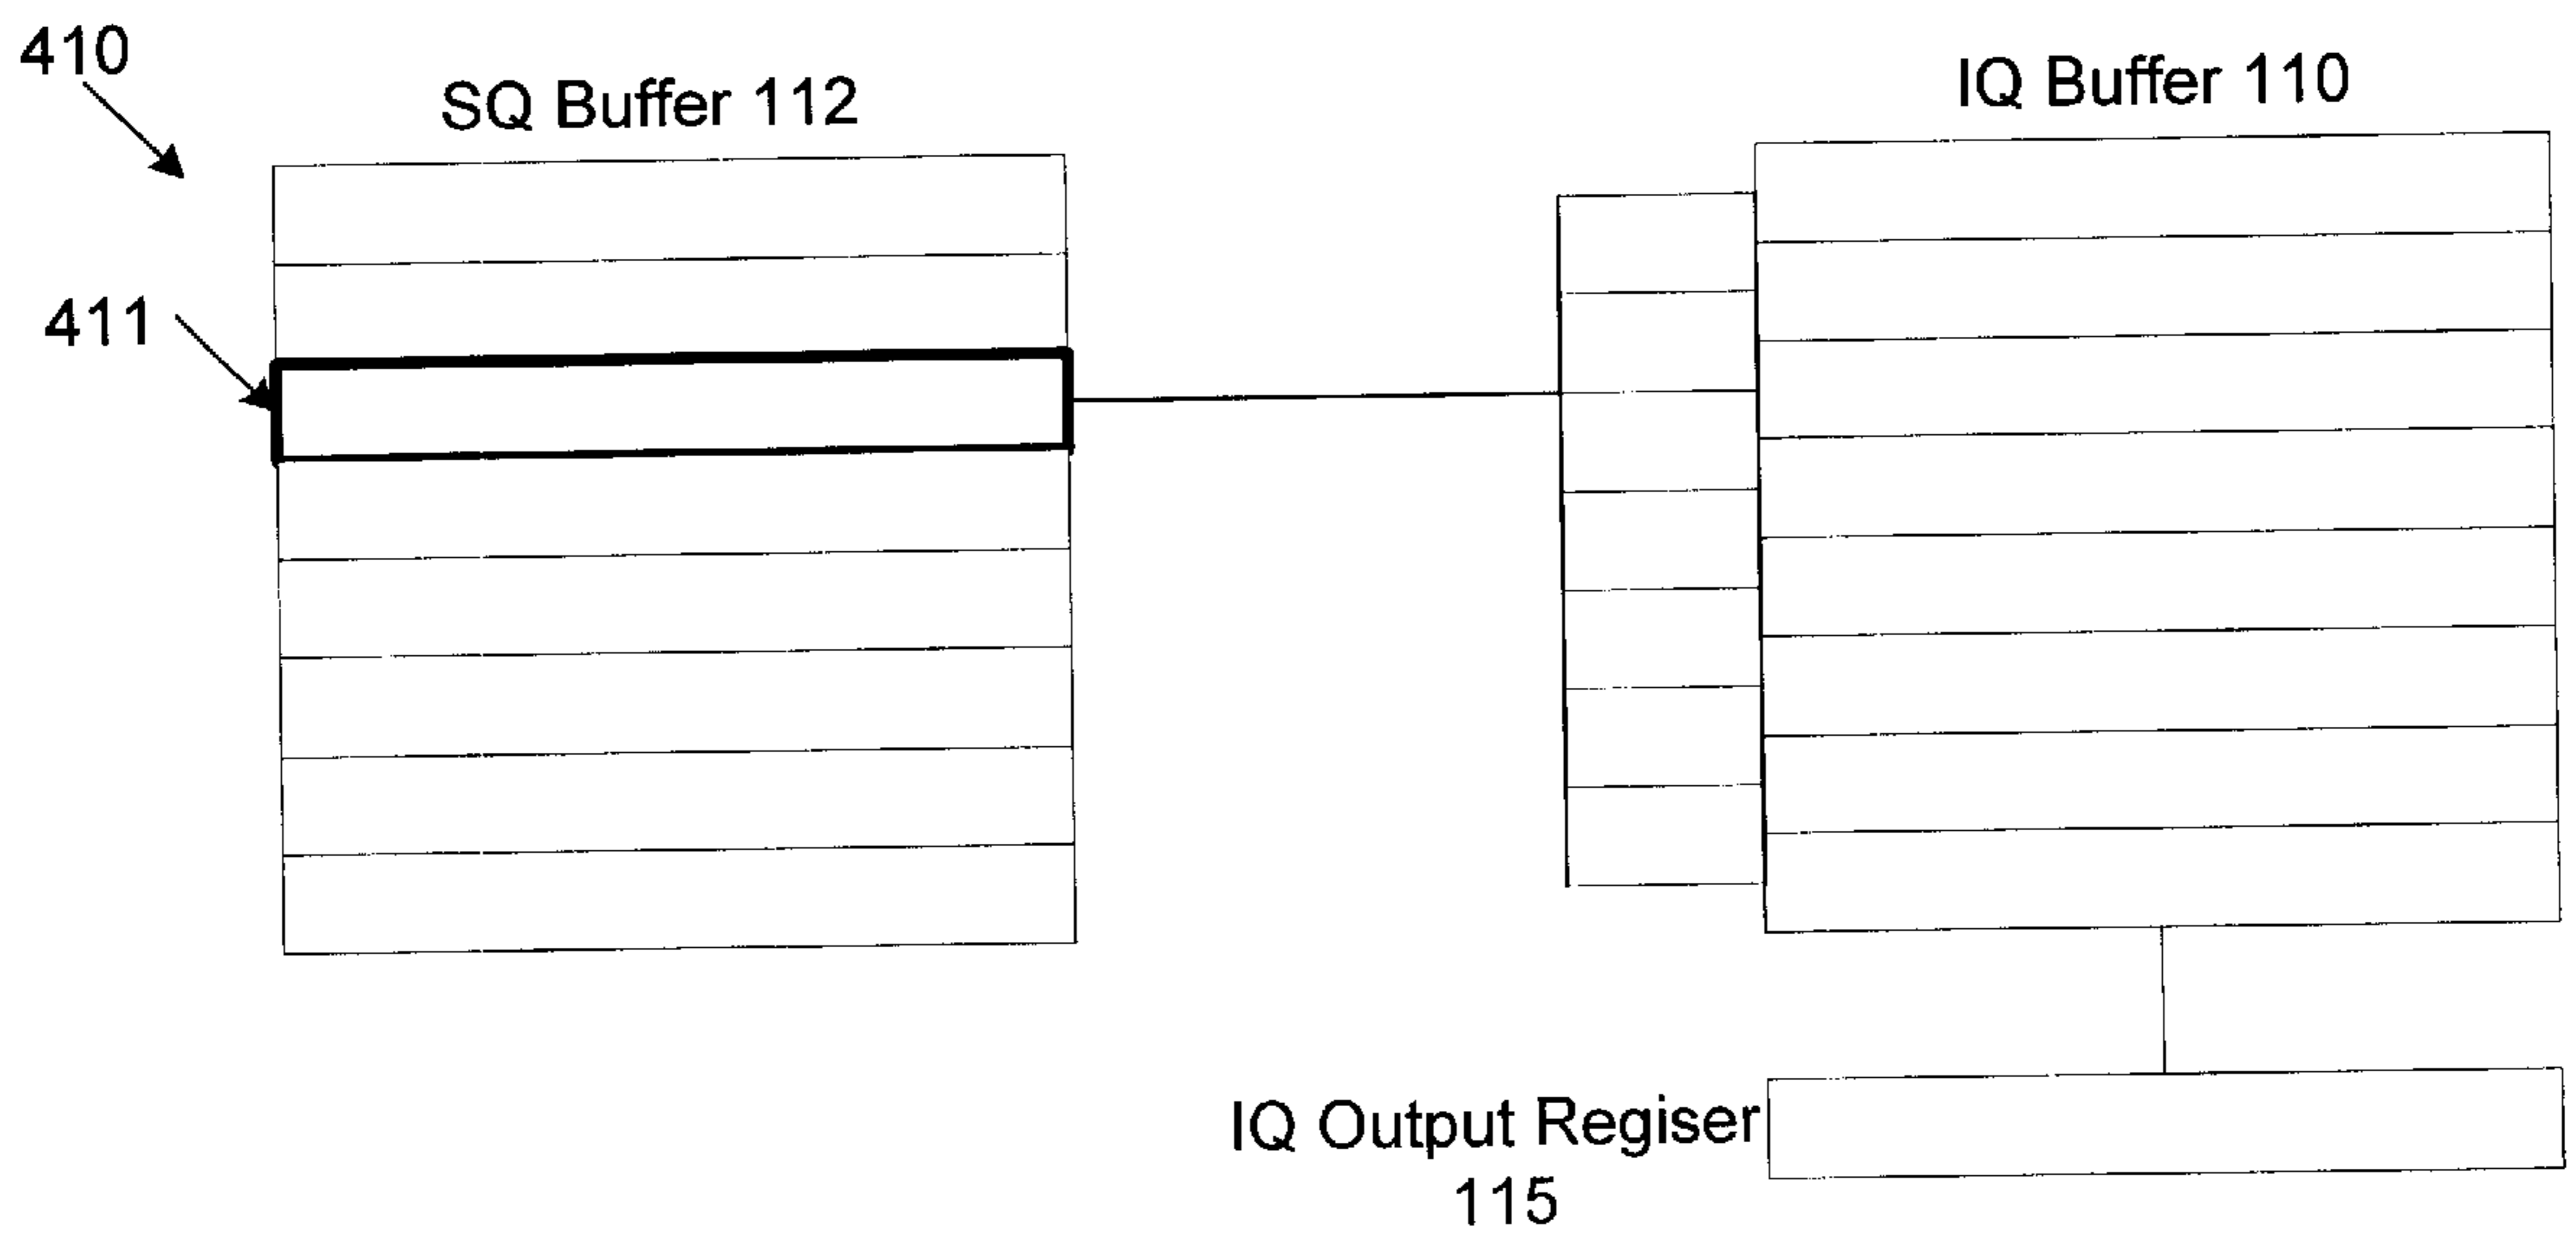 410
SQ Buffer 112
IQ Buffer 110
411
IQ Output Regiser
115